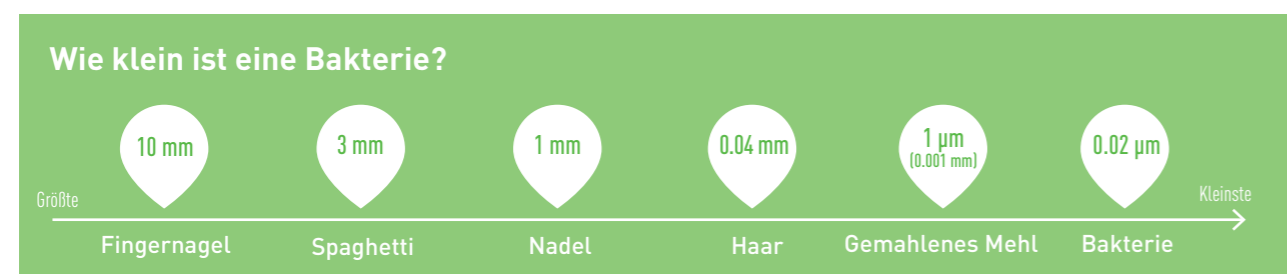 Wie klein ist eine Bakterie?
10 mm
3 mm
1 mm
0.04 mm
1 µm
(0.001 mm)
0.02 µm
Größte
Kleinste
Fingernagel
Spaghetti
Nadel
Haar
Gemahlenes Mehl
Bakterie